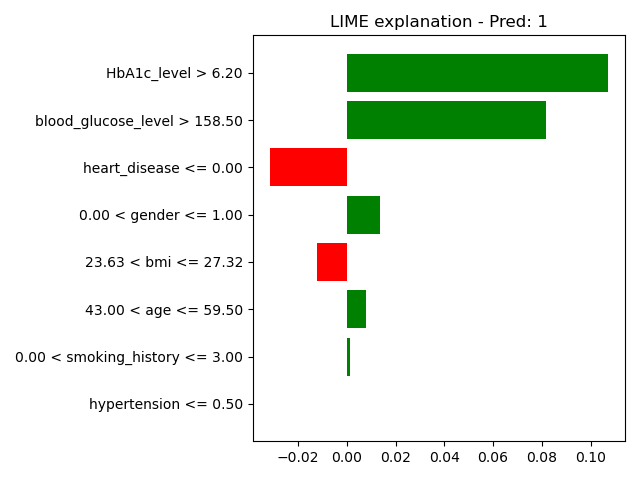 LIME explanation - Pred: 1
HbA1c_level > 6.20
blood_glucose_level > 158.50
heart_disease <= 0.00
0.00 < gender <= 1.00
23.63 < bmi <= 27.32
43.00 < age <= 59.50
0.00 < smoking_history <= 3.00
hypertension <= 0.50
−0.02 0.00 0.02 0.04 0.06 0.08 0.10